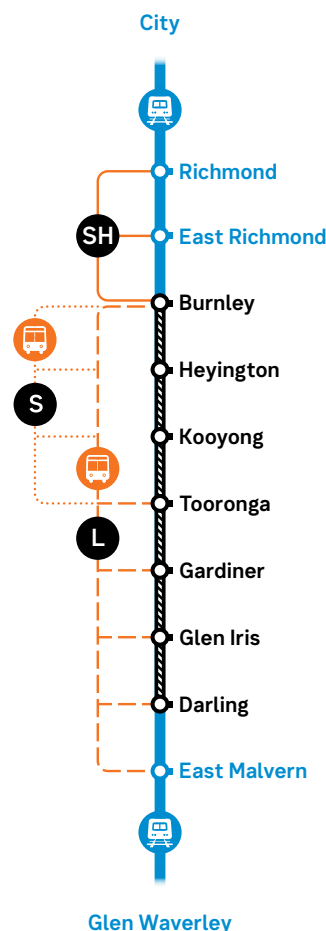 City
Richmond
SH
East Richmond
Burnley
Heyington
S
Kooyong
Tooronga
L
Gardiner
Glen Iris
Darling
East Malvern
Glen Waverley